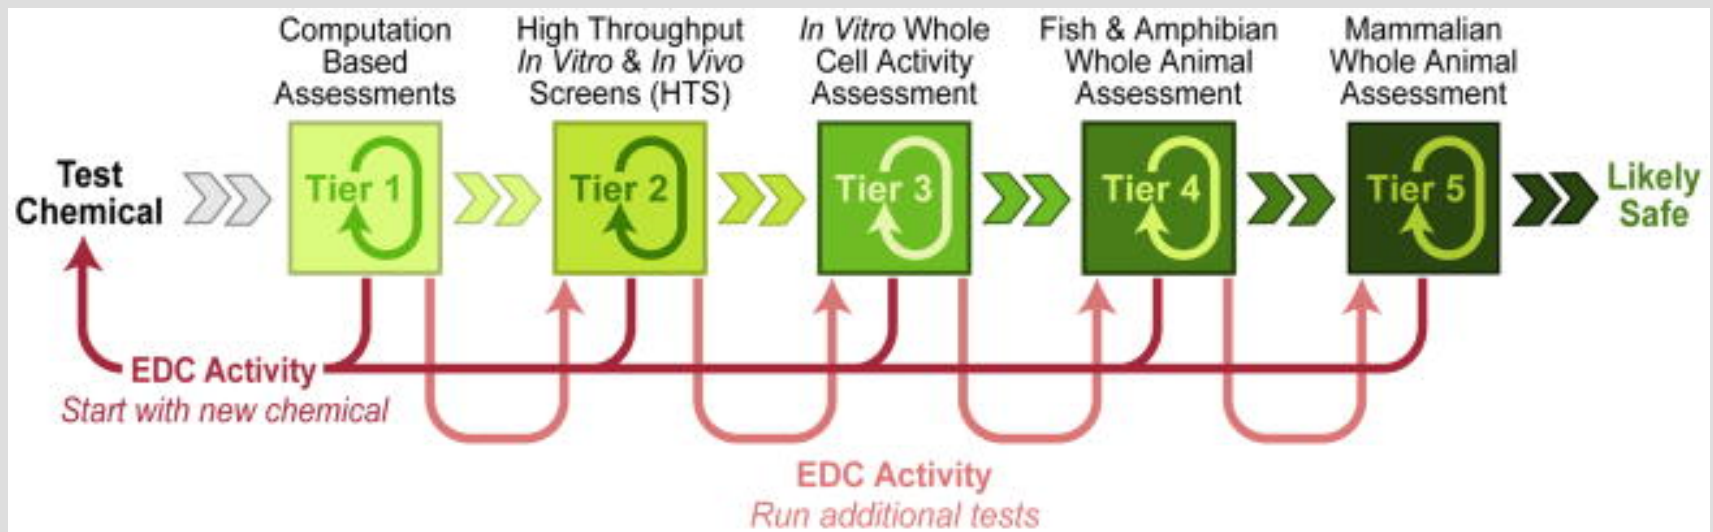 Computation
Based
Assessments
High Throughput
In Vitro & In Vivo
Screens (HTS)
In Vitro Whole
Cell Activity
Assessment
Fish & Amphibian
Whole Animal
Assessment
Mammalian
Whole Animal
Assessment
Test
Chemical
Tier 1
Tier 2
Tier 3
Tier 4
Tier 5
Likely
Safe
EDC Activity
Start with new chemical
EDC Activity
Run additional tests